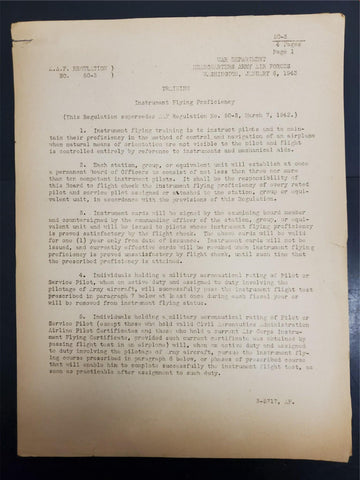 50-3
4 Pages
Page 1
WAR DEPARTMENT
A.A.F. REGULATION )
HEADQUARTERS ARMY AIR FORCES
NO. 50-3 )
WASHINGTON, JANUARY 6, 1943
TRAINING
Instrument Flying Proficiency
(This Regulation supersedes AAF Regulation No. 50-3, March 7, 1942.)
1. Instrument flying training is to instruct pilots and to main-
tain their proficiency in the method of control and navigation of an airplane
when natural means of orientation are not visible to the pilot and flight
is controlled entirely by reference to instruments and mechanical aids.
2. Each station, group, or equivalent unit will establish at once
a permanent Board of Officers to consist of not less than three nor more
than ten competent instrument pilots. It shall be the responsibility of
this Board to flight check the instrument flying proficiency of every rated
pilot and service pilot assigned or attached to the station, group or equi-
valent unit, in accordance with the provisions of this Regulation.
3. Instrument cards will be signed by the examining board member
and countersigned by the commanding officer of the station, group, or equi-
valent unit and will be issued to pilots whose instrument flying proficiency
is proved satisfactory by the flight check. The above cards will be valid
for one (1) year only from date of issuance. Instrument cards will not be
issued, and currently effective cards will be revoked when instrument flying
proficiency is proved unsatisfactory by flight check, until such time that
the prescribed proficiency is attained.
4. Individuals holding a military aeronautical rating of Pilot or
Service Pilot, when on active duty and assigned to duty involving the
pilotage of Army aircraft, will successfully pass the instrument flight test
prescribed in paragraph 7 below at least once during each fiscal year or
will be removed from instrument flying status.
5. Individuals holding a military aeronautical rating of Pilot or
Service Pilot (except those who hold valid Civil Aeronautics Administration
Airline Pilot Certificates and those who hold a current Air Corps Instru-
ment Flying Certificate, provided such current certificate was obtained by
passing flight test in an airplane) will, when on active duty and assigned
to duty involving the pilotage of Army aircraft, pursue the instrument fly-
ing course prescribed in paragraph 6 below, or phases of prescribed course
that will enable him to complete successfully the instrument flight test, as
soon as practicable after assignment to such duty.
AF